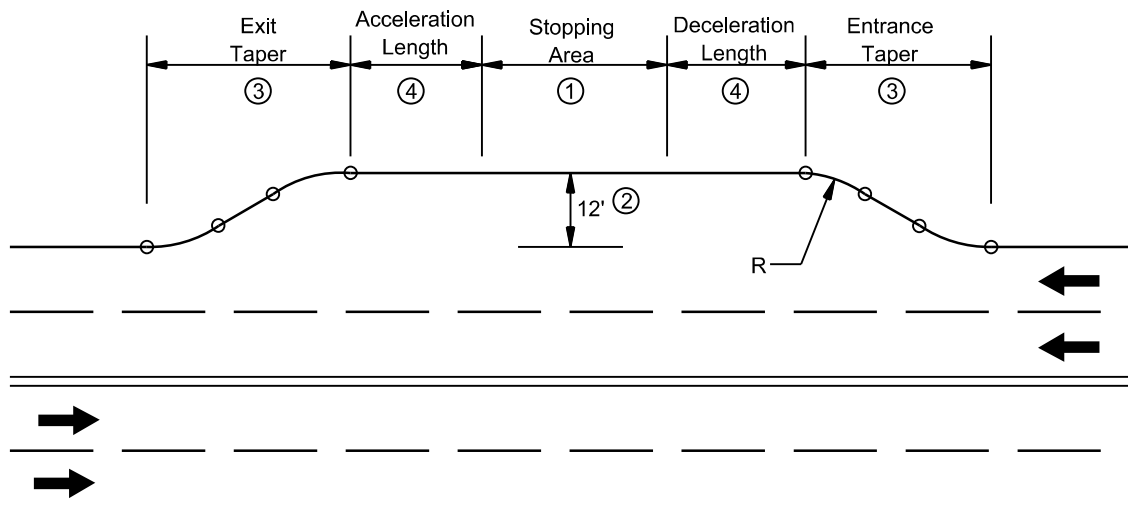 Exit
Taper
③
Acceleration
Length
④
Stopping
Area
①
Deceleration
Length
④
Entrance
Taper
③
12' ②
R